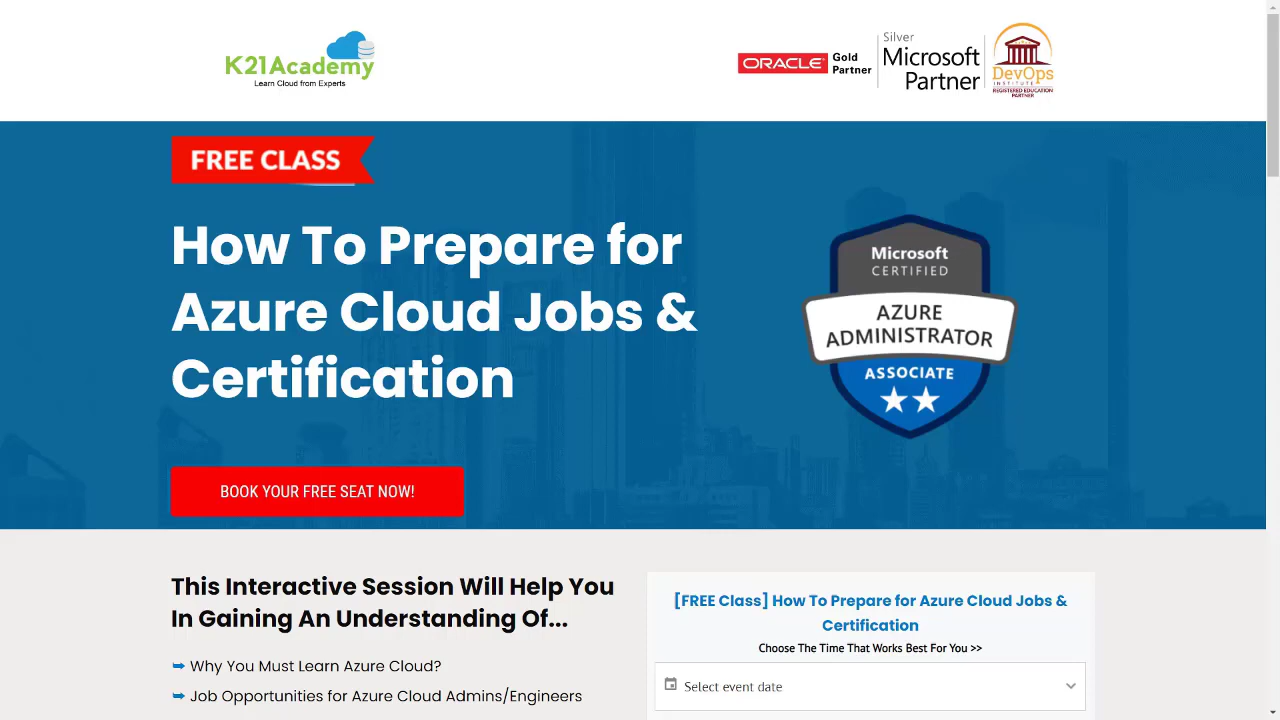 K21Academy
Learn Cloud from Experts
ORACLE Gold
Partner
Silver
Microsoft
Partner
DevOps
INSTITUTE
REGISTERED EDUCATION
PARTNER
FREE CLASS
How To Prepare for
Azure Cloud Jobs &
Certification
Microsoft
CERTIFIED
AZURE
ADMINISTRATOR
ASSOCIATE
BOOK YOUR FREE SEAT NOW!
This Interactive Session Will Help You
In Gaining An Understanding Of...
Why You Must Learn Azure Cloud?
Job Opportunities for Azure Cloud Admins/Engineers
[FREE Class] How To Prepare for Azure Cloud Jobs &
Certification
Choose The Time That Works Best For You >>
Select event date